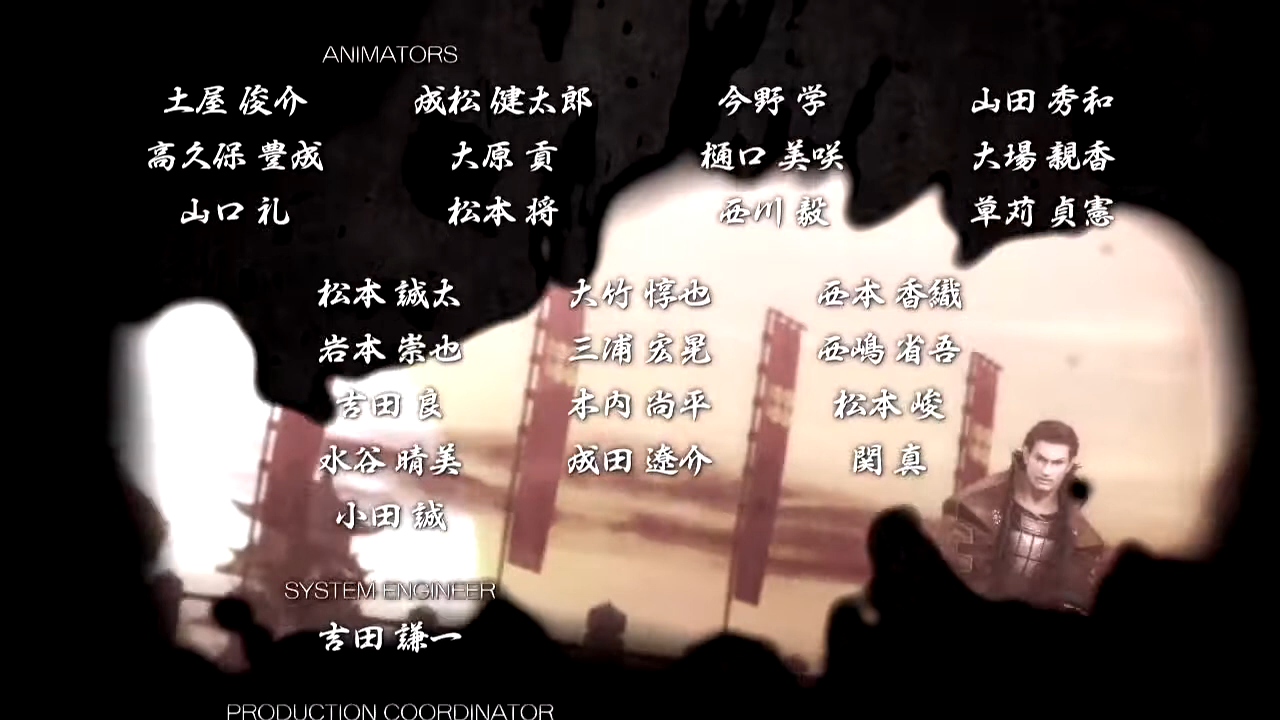 ANIMATORS
土屋 俊介 成松 健太郎 今野 学 山田 秀和
高久保 豊成 大原 貢 樋口 美咲 大場 親香
山口 礼 松本 将 西川 毅 草苅 貞憲
松本 誠太 大竹 惇也 西本 香織
岩本 崇也 三浦 宏晃 西嶋 省吾
吉田 良 木内 尚平 松本 峻
水谷 晴美 成田 遼介 関 真
小田 誠
SYSTEM ENGINEER
吉田 謙一
PRODUCTION COORDINATOR